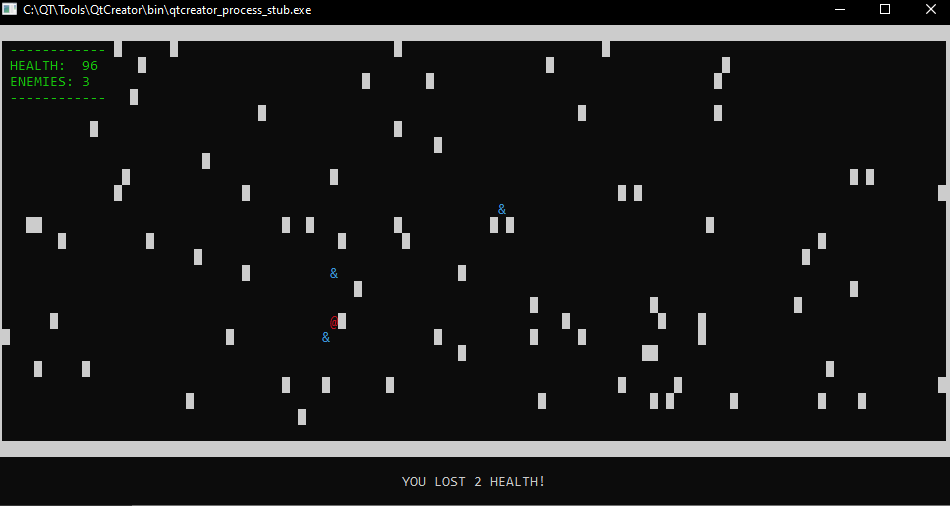 C:\QT\Tools\QtCreator\bin\qtcreator_process_stub.exe
------------
HEALTH:  96
ENEMIES: 3
------------
&
&
@
&
YOU LOST 2 HEALTH!